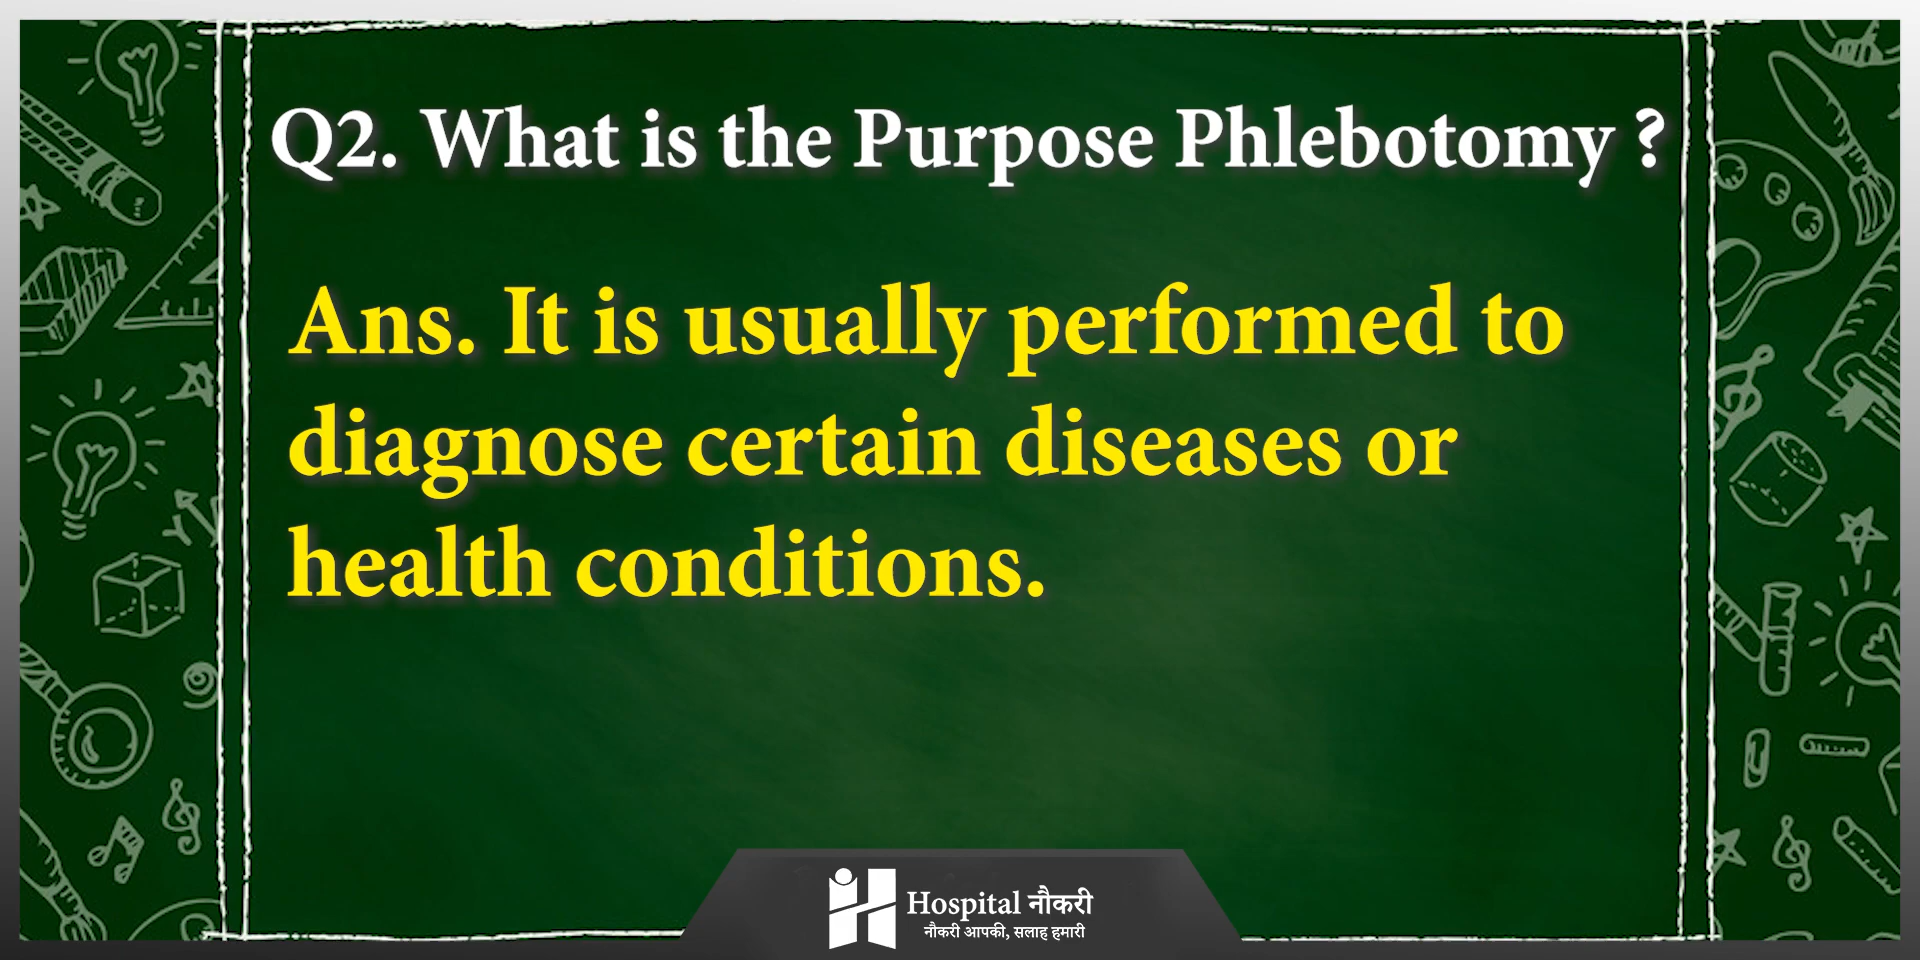 Q2. What is the Purpose Phlebotomy ?
Ans. It is usually performed to
diagnose certain diseases or
health conditions.
Hospital नौकरी
नौकरी आपकी, सलाह हमारी